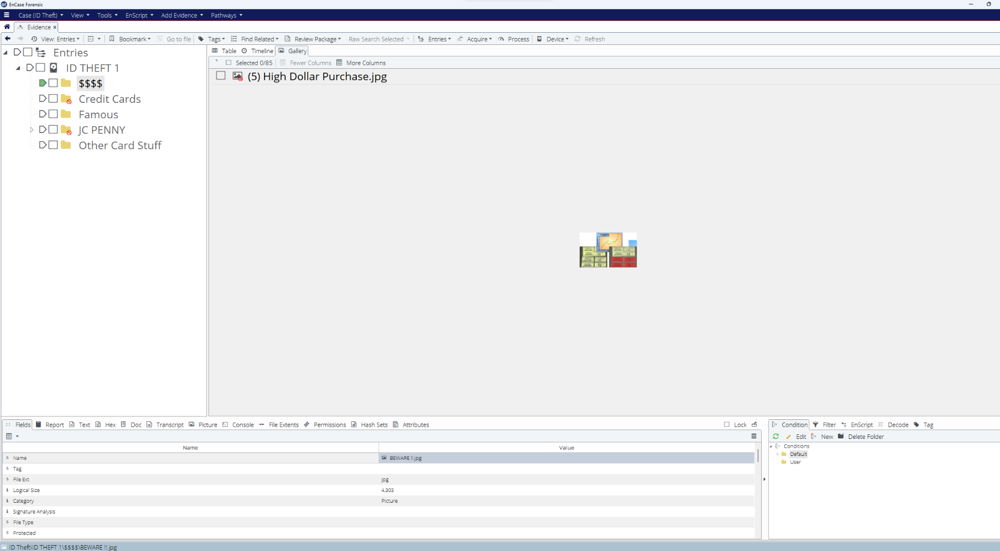 EnCase Forensic
Case (ID Theft) View Tools EnScript Add Evidence Pathways
Evidence x
View: Entries Bookmark Go to file Tags Find Related Review Package Raw Search Selected Entries Acquire Process Device Refresh
Entries
ID THEFT 1
$$$$
Credit Cards
Famous
JC PENNY
Other Card Stuff
Table Timeline Gallery
Selected 0/85 Fewer Columns More Columns
(5) High Dollar Purchase.jpg
Fields Report Text Hex Doc Transcript Picture Console File Extents Permissions Hash Sets Attributes Lock
Name Value
S Name BEWARE !!.jpg
S Tag
S File Ext jpg
i Logical Size 4,303
i Category Picture
i Signature Analysis
S File Type
S Protected
Condition Filter EnScript Decode Tag
Edit New Delete Folder
Conditions
Default
User
ID Theft\ID THEFT 1\$$$$\BEWARE !!.jpg